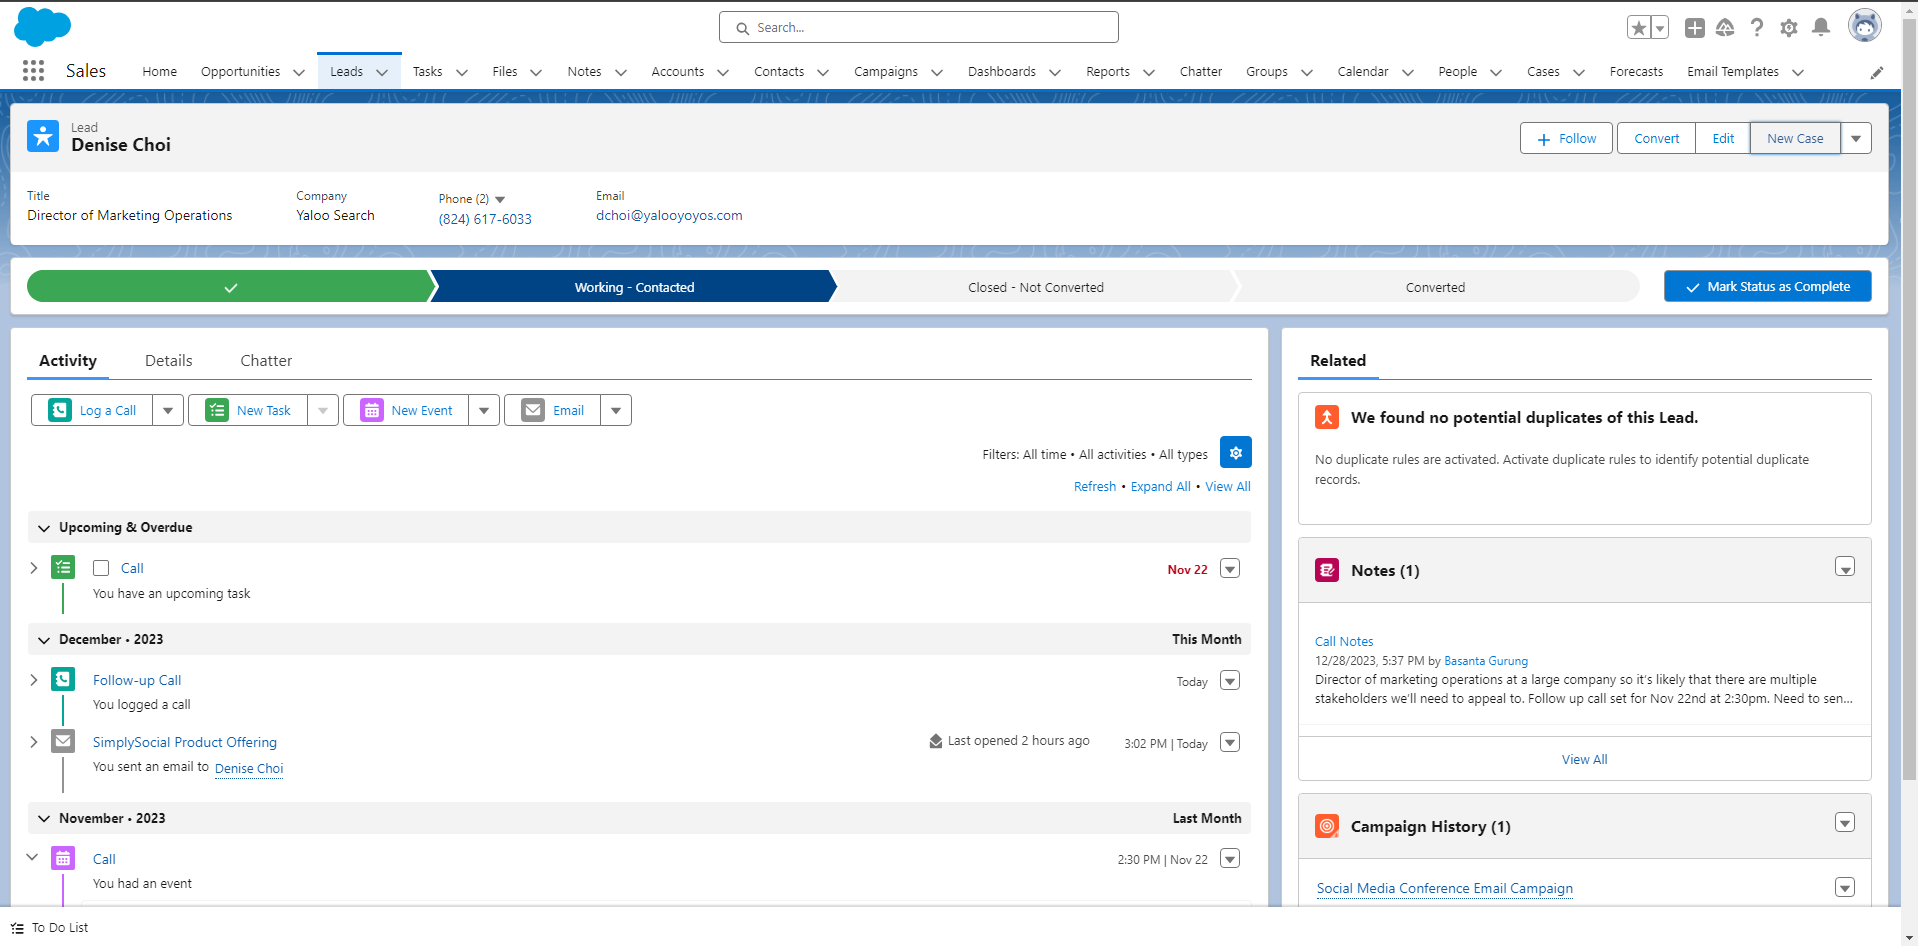 Search...
Sales
Home
Opportunities
Leads
Tasks
Files
Notes
Accounts
Contacts
Campaigns
Dashboards
Reports
Chatter
Groups
Calendar
People
Cases
Forecasts
Email Templates
Lead
Denise Choi
Follow
Convert
Edit
New Case
Title
Director of Marketing Operations
Company
Yaloo Search
Phone (2)
(824) 617-6033
Email
dchoi@yalooyoyos.com
Working - Contacted
Closed - Not Converted
Converted
Mark Status as Complete
Activity
Details
Chatter
Log a Call
New Task
New Event
Email
Filters: All time • All activities • All types
Refresh • Expand All • View All
Upcoming & Overdue
Call
Nov 22
You have an upcoming task
December • 2023
This Month
Follow-up Call
Today
You logged a call
SimplySocial Product Offering
Last opened 2 hours ago
3:02 PM | Today
You sent an email to Denise Choi
November • 2023
Last Month
Call
2:30 PM | Nov 22
You had an event
Related
We found no potential duplicates of this Lead.
No duplicate rules are activated. Activate duplicate rules to identify potential duplicate
records.
Notes (1)
Call Notes
12/28/2023, 5:37 PM by Basanta Gurung
Director of marketing operations at a large company so it's likely that there are multiple
stakeholders we'll need to appeal to. Follow up call set for Nov 22nd at 2:30pm. Need to sen...
View All
Campaign History (1)
Social Media Conference Email Campaign
To Do List